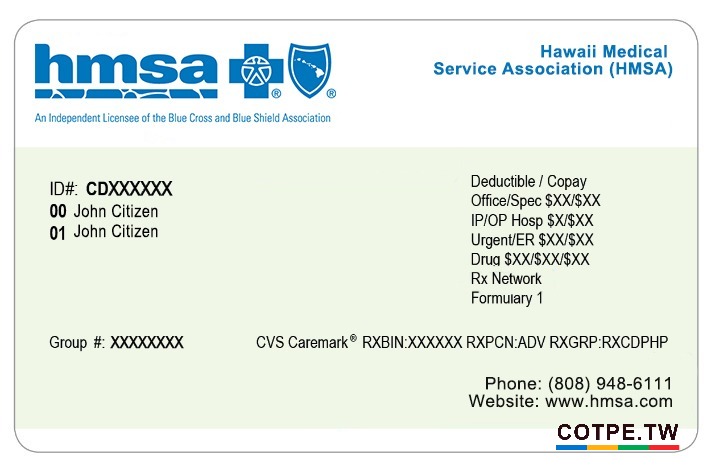 hmsa ® ®
An Independent Licensee of the Blue Cross and Blue Shield Association
Hawaii Medical
Service Association (HMSA)
ID#: CDXXXXXX
00 John Citizen
01 John Citizen
Deductible / Copay
Office/Spec $XX/$XX
IP/OP Hosp $X/$XX
Urgent/ER $XX/$XX
Drug $XX/$XX/$XX
Rx Network
Formulary 1
Group #: XXXXXXXX
CVS Caremark® RXBIN:XXXXXX RXPCN:ADV RXGRP:RXCDPHP
Phone: (808) 948-6111
Website: www.hmsa.com
COTPE.TW